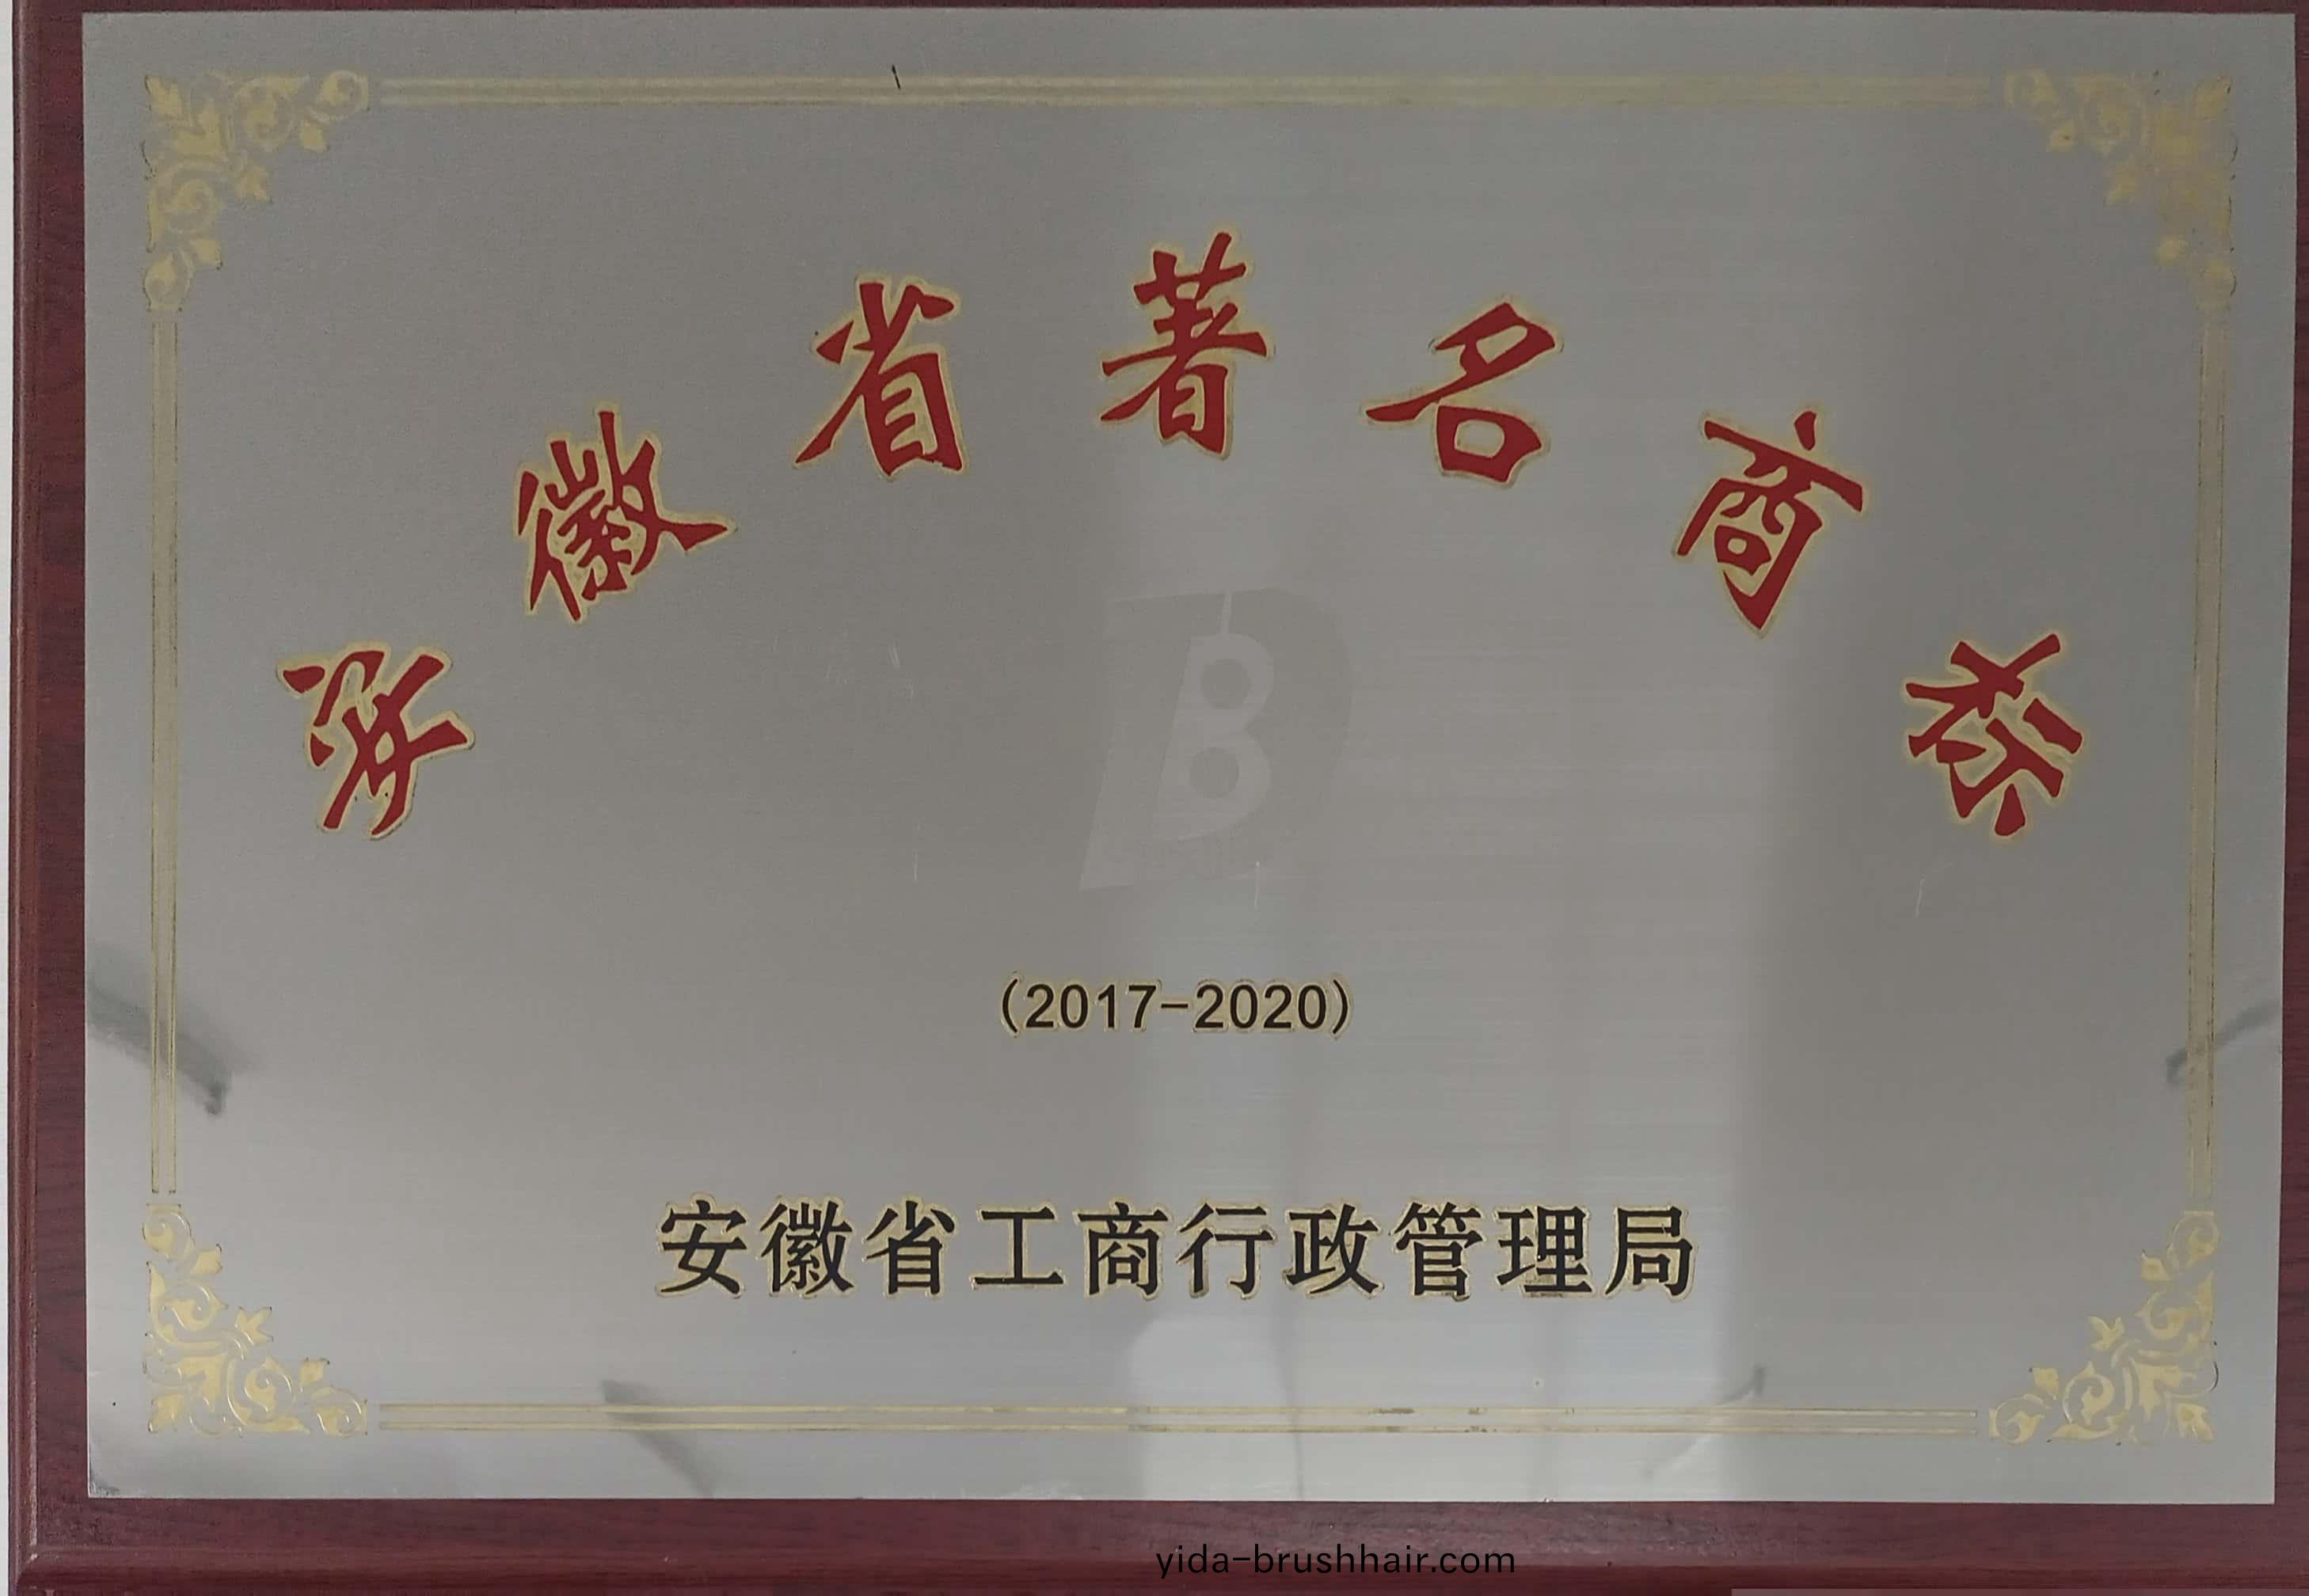 安徽省著名商标
(2017-2020)
安徽省工商行政管理局
yida-brushhair.com